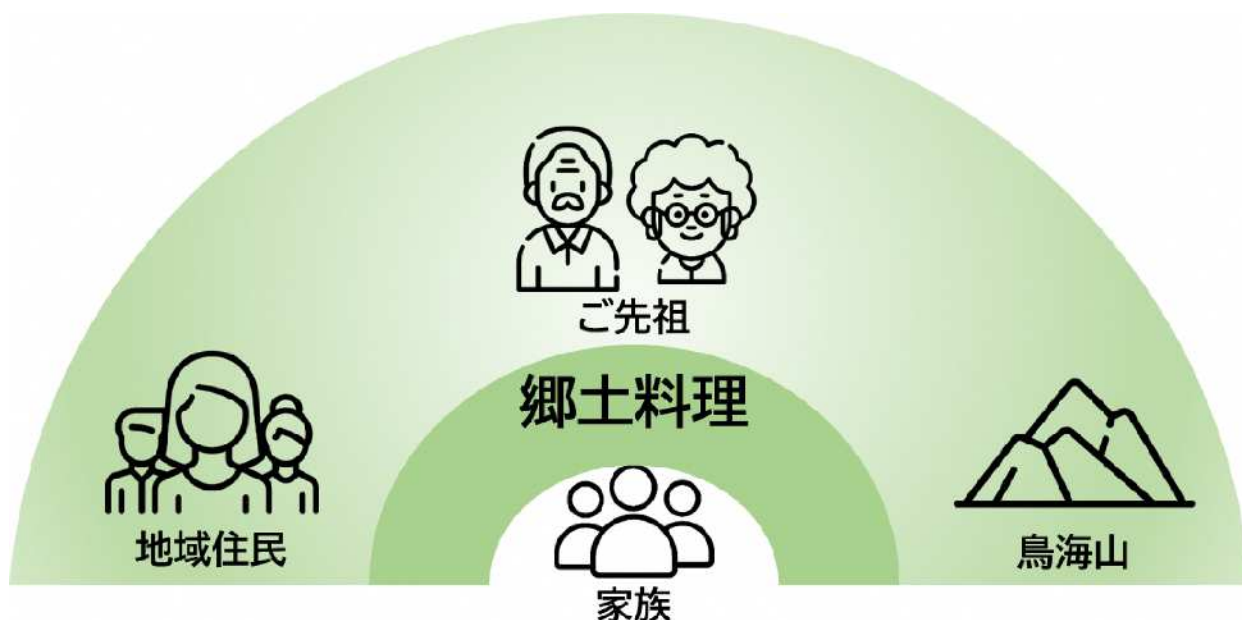 ご先祖
郷土料理
地域住民
鳥海山
家族